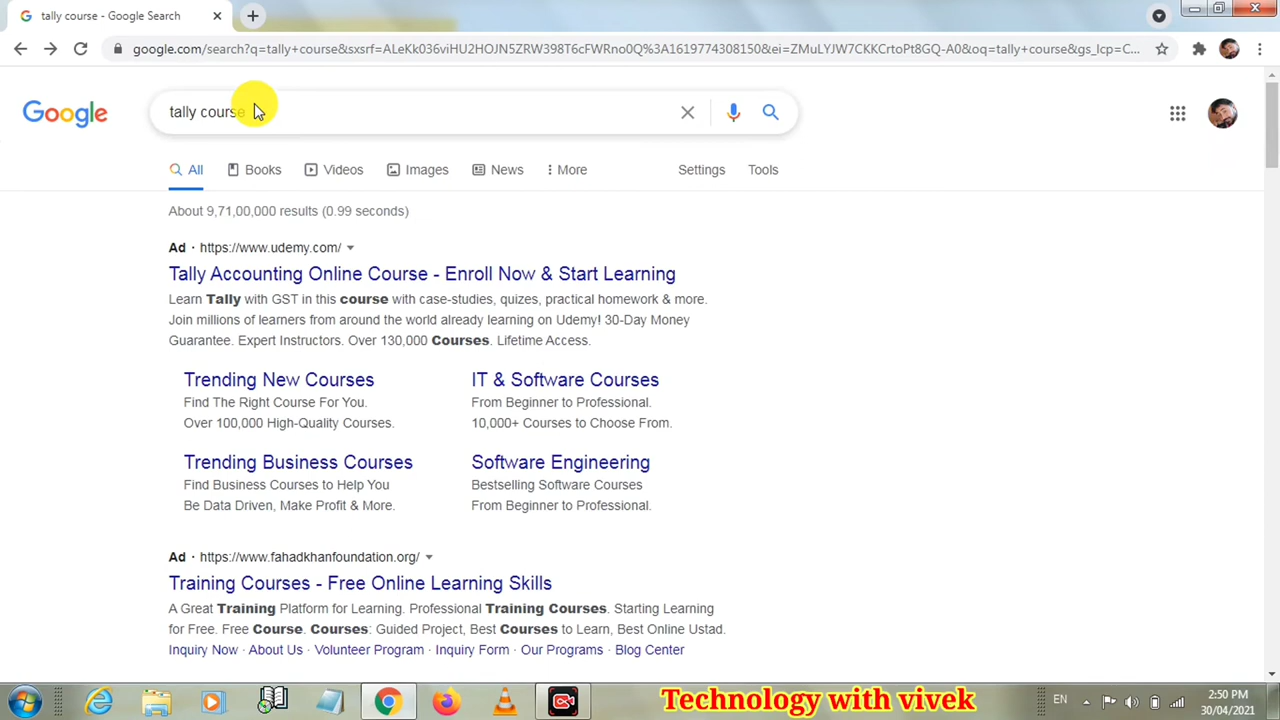 tally course - Google Search
google.com/search?q=tally+course&sxsrf=ALeKk036viHU2HOJN5ZRW398T6cFWRno0Q%3A1619774308150&ei=ZMuLYJW7CKKCrtoPt8GQ-A0&oq=tally+course&gs_lcp=C...
Google
tally course
All Books Videos Images News More Settings Tools
About 9,71,00,000 results (0.99 seconds)
Ad · https://www.udemy.com/
Tally Accounting Online Course - Enroll Now & Start Learning
Learn Tally with GST in this course with case-studies, quizes, practical homework & more.
Join millions of learners from around the world already learning on Udemy! 30-Day Money
Guarantee. Expert Instructors. Over 130,000 Courses. Lifetime Access.
Trending New Courses
Find The Right Course For You.
Over 100,000 High-Quality Courses.
IT & Software Courses
From Beginner to Professional.
10,000+ Courses to Choose From.
Trending Business Courses
Find Business Courses to Help You
Be Data Driven, Make Profit & More.
Software Engineering
Bestselling Software Courses
From Beginner to Professional.
Ad · https://www.fahadkhanfoundation.org/
Training Courses - Free Online Learning Skills
A Great Training Platform for Learning. Professional Training Courses. Starting Learning
for Free. Free Course. Courses: Guided Project, Best Courses to Learn, Best Online Ustad.
Inquiry Now · About Us · Volunteer Program · Inquiry Form · Our Programs · Blog Center
Technology with vivek
EN
2:50 PM
30/04/2021